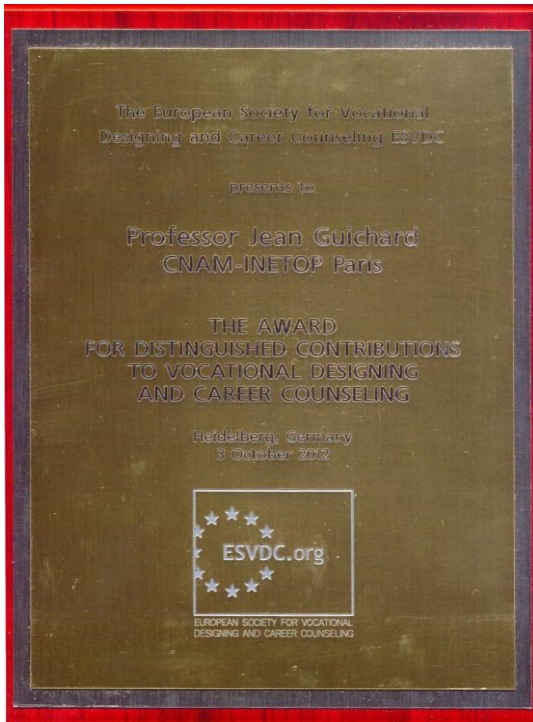 The European Society for Vocational
Designing and Career Counseling ESVDC
presents to
Professor Jean Guichard
CNAM-INETOP Paris
THE AWARD
FOR DISTINGUISHED CONTRIBUTIONS
TO VOCATIONAL DESIGNING
AND CAREER COUNSELING
Heidelberg, Germany
3 October 2012
ESVDC.org
EUROPEAN SOCIETY FOR VOCATIONAL
DESIGNING AND CAREER COUNSELING